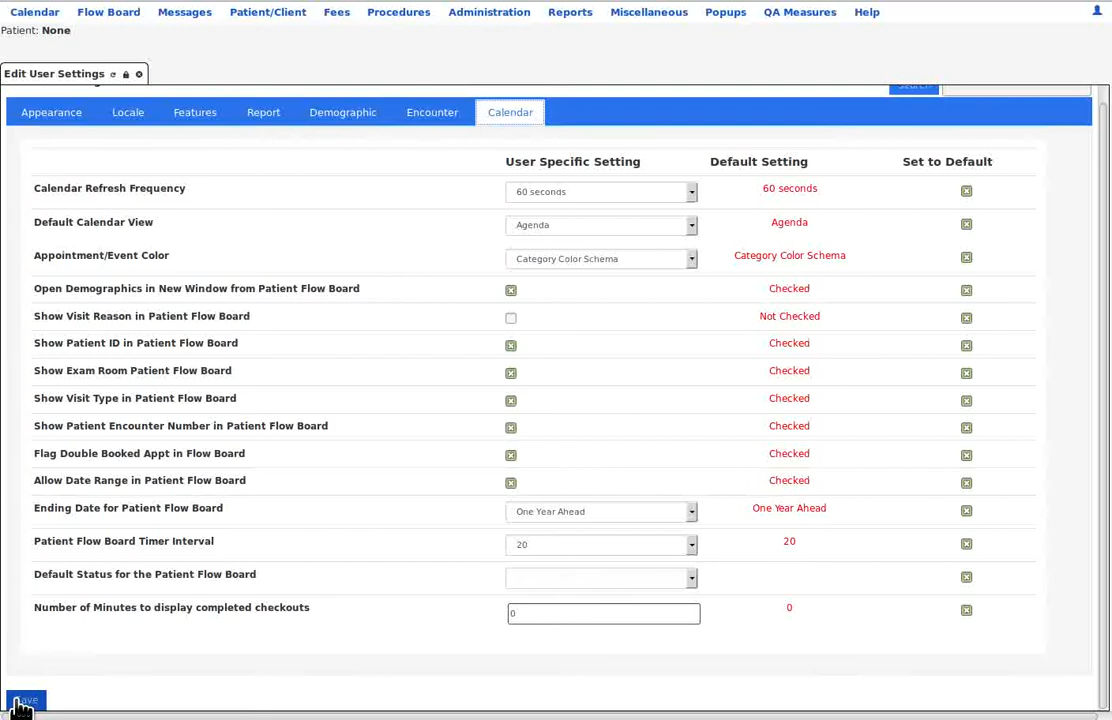 Calendar Flow Board Messages Patient/Client Fees Procedures Administration Reports Miscellaneous Popups QA Measures Help
Patient: None
Edit User Settings
Appearance Locale Features Report Demographic Encounter Calendar
User Specific Setting Default Setting Set to Default
Calendar Refresh Frequency 60 seconds 60 seconds
Default Calendar View Agenda Agenda
Appointment/Event Color Category Color Schema Category Color Schema
Open Demographics in New Window from Patient Flow Board Checked
Show Visit Reason in Patient Flow Board Not Checked
Show Patient ID in Patient Flow Board Checked
Show Exam Room Patient Flow Board Checked
Show Visit Type in Patient Flow Board Checked
Show Patient Encounter Number in Patient Flow Board Checked
Flag Double Booked Appt in Flow Board Checked
Allow Date Range in Patient Flow Board Checked
Ending Date for Patient Flow Board One Year Ahead One Year Ahead
Patient Flow Board Timer Interval 20 20
Default Status for the Patient Flow Board
Number of Minutes to display completed checkouts 0 0